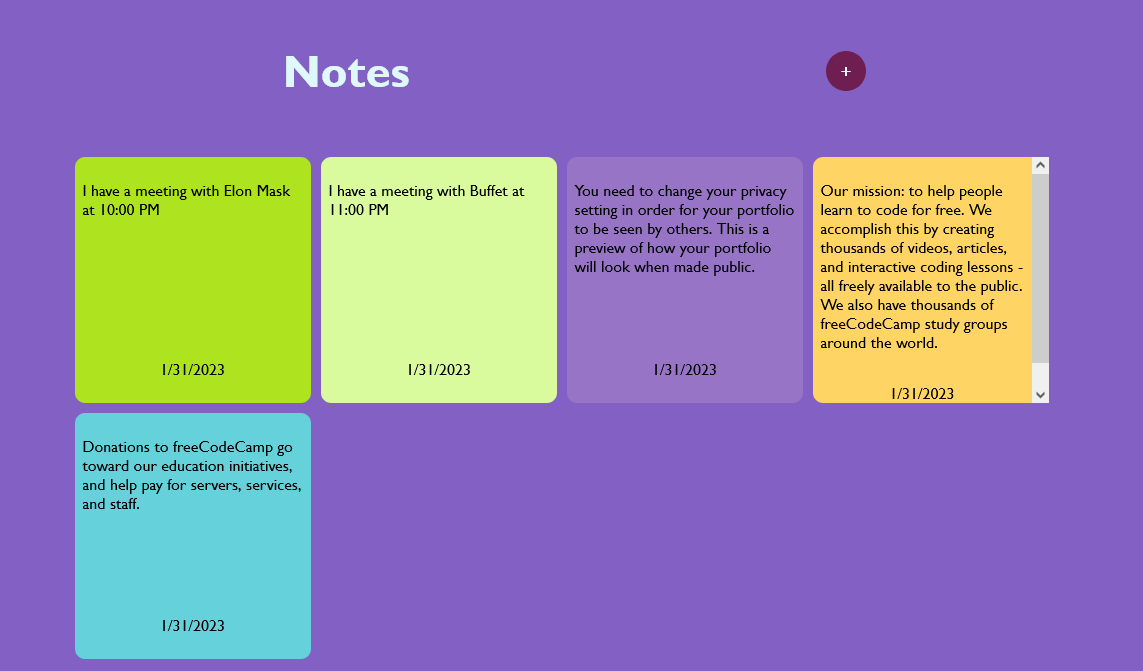 Notes
+
I have a meeting with Elon Mask
at 10:00 PM
1/31/2023
I have a meeting with Buffet at
11:00 PM
1/31/2023
You need to change your privacy
setting in order for your portfolio
to be seen by others. This is a
preview of how your portfolio
will look when made public.
1/31/2023
Our mission: to help people
learn to code for free. We
accomplish this by creating
thousands of videos, articles,
and interactive coding lessons -
all freely available to the public.
We also have thousands of
freeCodeCamp study groups
around the world.
1/31/2023
Donations to freeCodeCamp go
toward our education initiatives,
and help pay for servers, services,
and staff.
1/31/2023